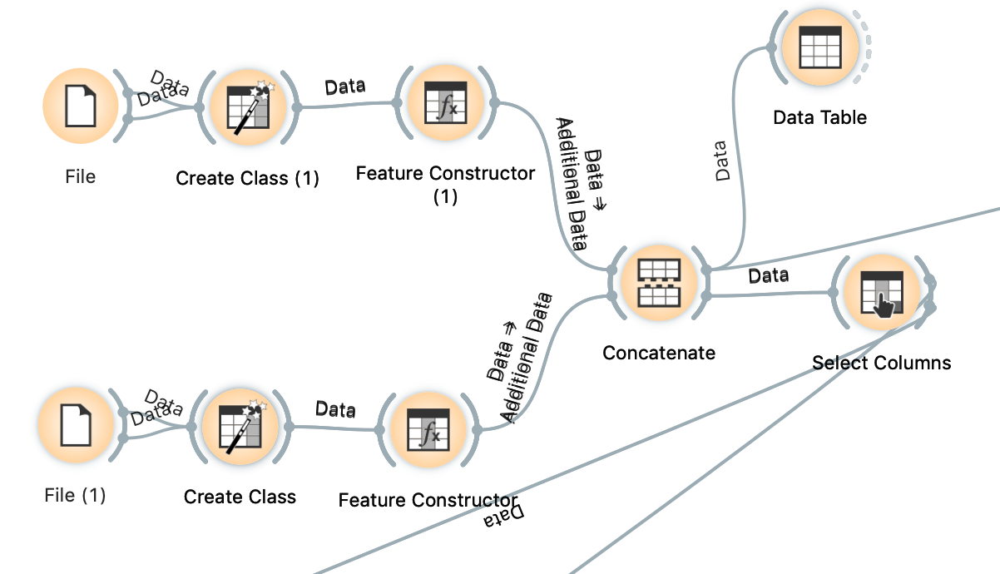 Data
Data
Data
Data Table
File
Create Class (1)
Feature Constructor
(1)
Data ⇒
Additional Data
Data
Data
Data ⇒
Additional Data
Concatenate
Select Columns
Data
Data
Data
File (1)
Create Class
Feature Constructor
Data